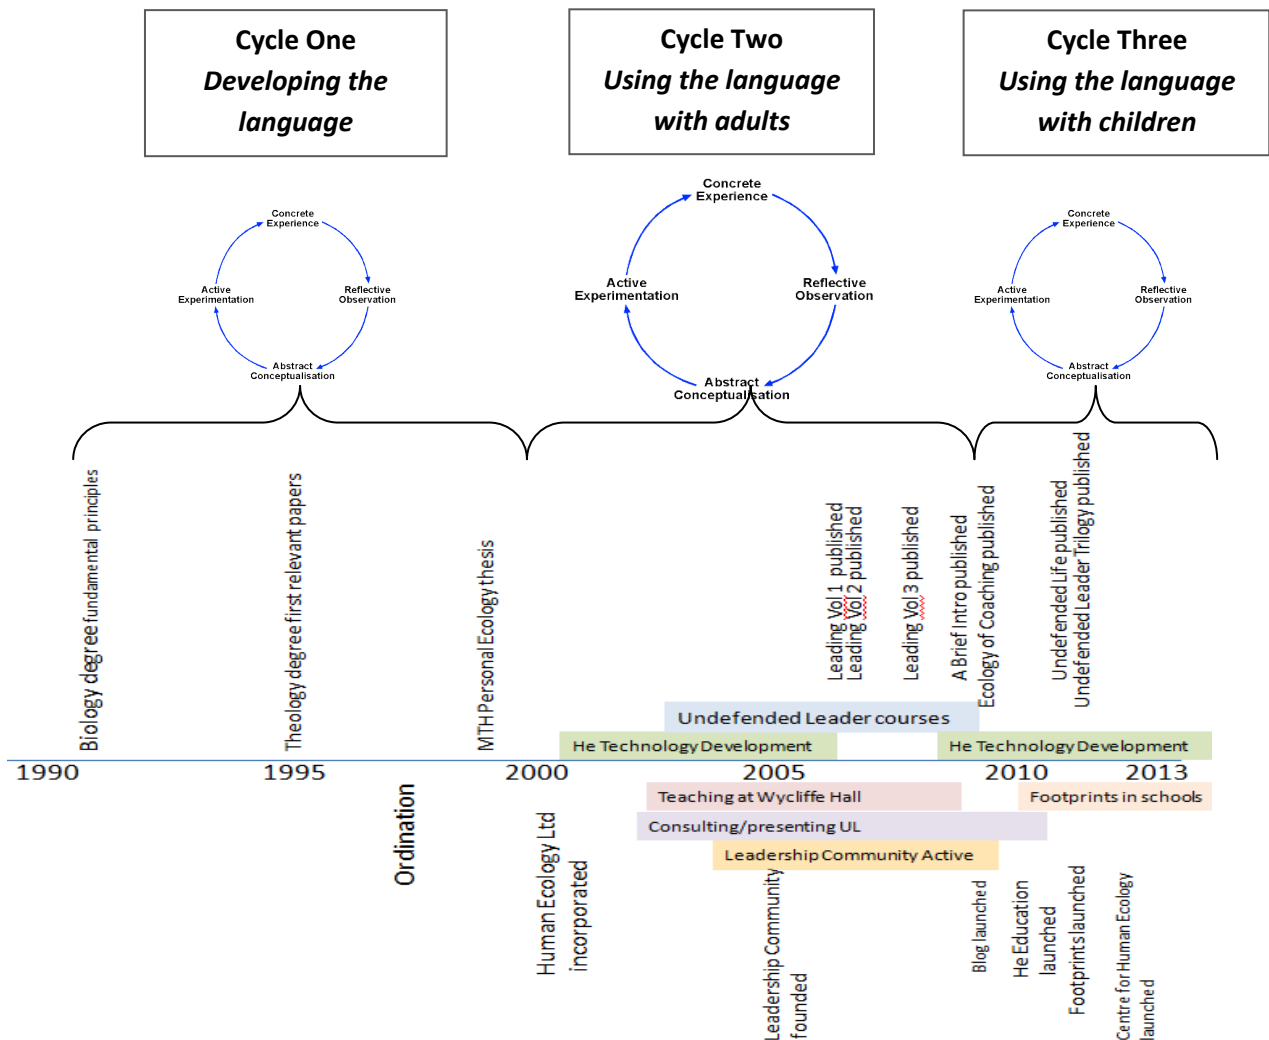 Cycle One
Developing the
language
Cycle Two
Using the language
with adults
Cycle Three
Using the language
with children
Concrete
Experience
Reflective
Observation
Abstract
Conceptualisation
Active
Experimentation
Concrete
Experience
Reflective
Observation
Abstract
Conceptualisation
Active
Experimentation
Concrete
Experience
Reflective
Observation
Abstract
Conceptualisation
Active
Experimentation
Biology degree fundamental principles
Theology degree first relevant papers
MTH Personal Ecology thesis
Leading Vol 1 published
Leading Vol 2 published
Leading Vol 3 published
A Brief Intro published
Ecology of Coaching published
Undefended Life published
Undefended Leader Trilogy published
Undefended Leader courses
He Technology Development
He Technology Development
1990
1995
2000
2005
2010
2013
Teaching at Wycliffe Hall
Footprints in schools
Consulting/presenting UL
Leadership Community Active
Ordination
Human Ecology Ltd
incorporated
Leadership Community
founded
Blog launched
He Education
launched
Footprints launched
Centre for Human Ecology
launched